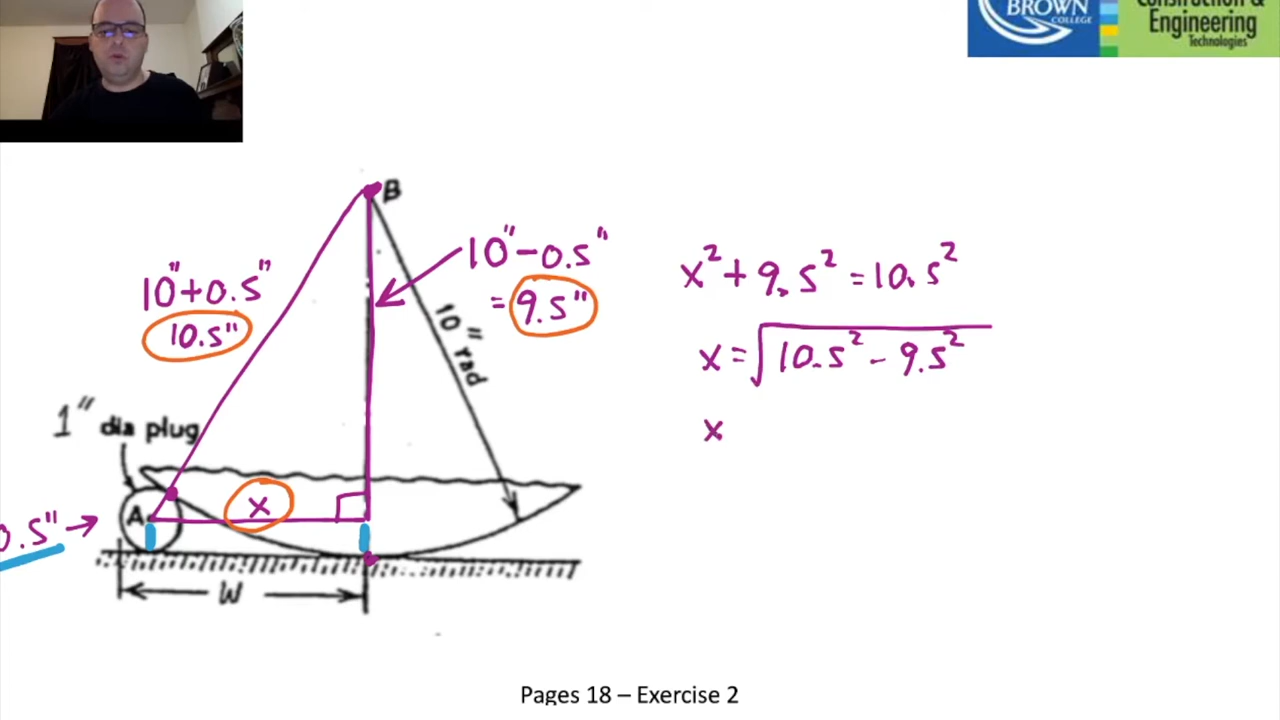 BROWN
COLLEGE
Construction
& Engineering
Technologies
B
10" - 0.5"
= 9.5"
10" + 0.5"
10.5"
10" rad
1" dia plug
A
x
0.5" →
W
x² + 9.5² = 10.5²
x = √10.5² - 9.5²
x
Pages 18 – Exercise 2